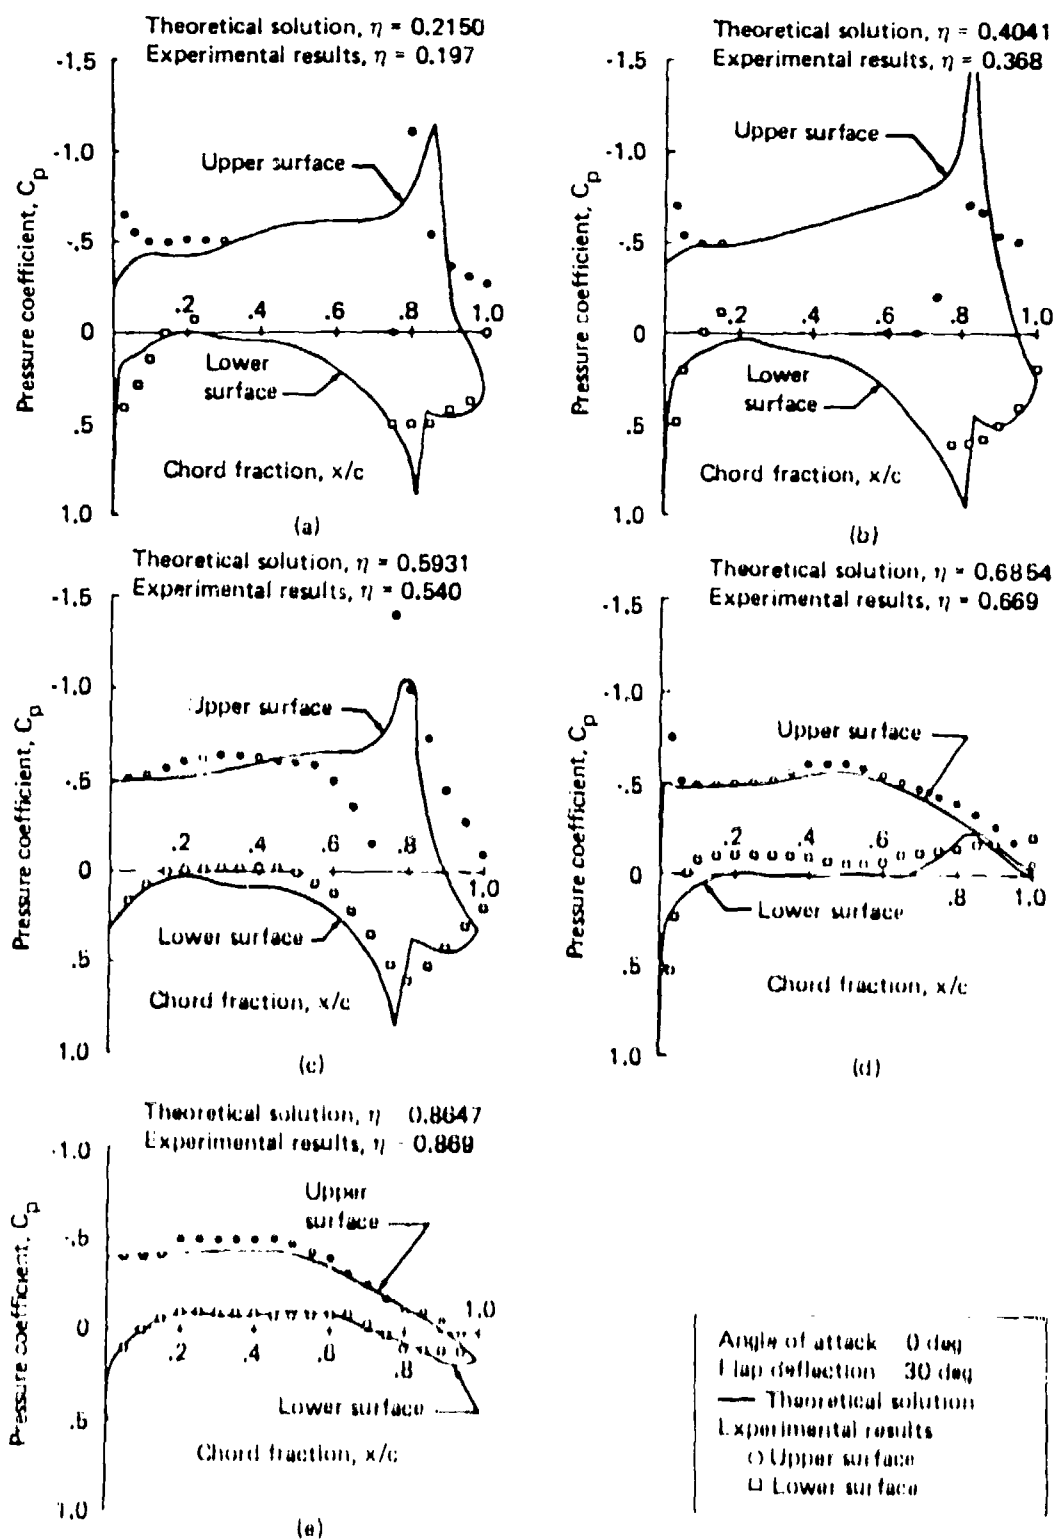 Theoretical solution, η = 0.2150
Experimental results, η = 0.197
-1.5
-1.0
-.5
0
.5
1.0
Pressure coefficient, Cp
Upper surface
.2
.4
.6
.8
1.0
Lower
surface
Chord fraction, x/c
(a)
Theoretical solution, η = 0.4041
Experimental results, η = 0.368
-1.5
-1.0
-.5
0
.5
1.0
Pressure coefficient, Cp
Upper surface
.2
.4
.6
.8
1.0
Lower
surface
Chord fraction, x/c
(b)
Theoretical solution, η = 0.5931
Experimental results, η = 0.540
-1.5
-1.0
-.5
0
.5
1.0
Pressure coefficient, Cp
Upper surface
.2
.4
.6
.8
1.0
Lower surface
Chord fraction, x/c
(c)
Theoretical solution, η = 0.6854
Experimental results, η = 0.669
-1.5
-1.0
-.5
0
.5
1.0
Pressure coefficient, Cp
Upper surface
.2
.4
.6
.8
1.0
Lower surface
Chord fraction, x/c
(d)
Theoretical solution, η 0.8647
Experimental results, η 0.869
-1.0
-.5
0
.5
1.0
Pressure coefficient, Cp
Upper
surface
.2
.4
.6
.8
1.0
Lower surface
Chord fraction, x/c
(e)
Angle of attack 0 deg
Flap deflection 30 deg
Theoretical solution
Experimental results
Upper surface
Lower surface